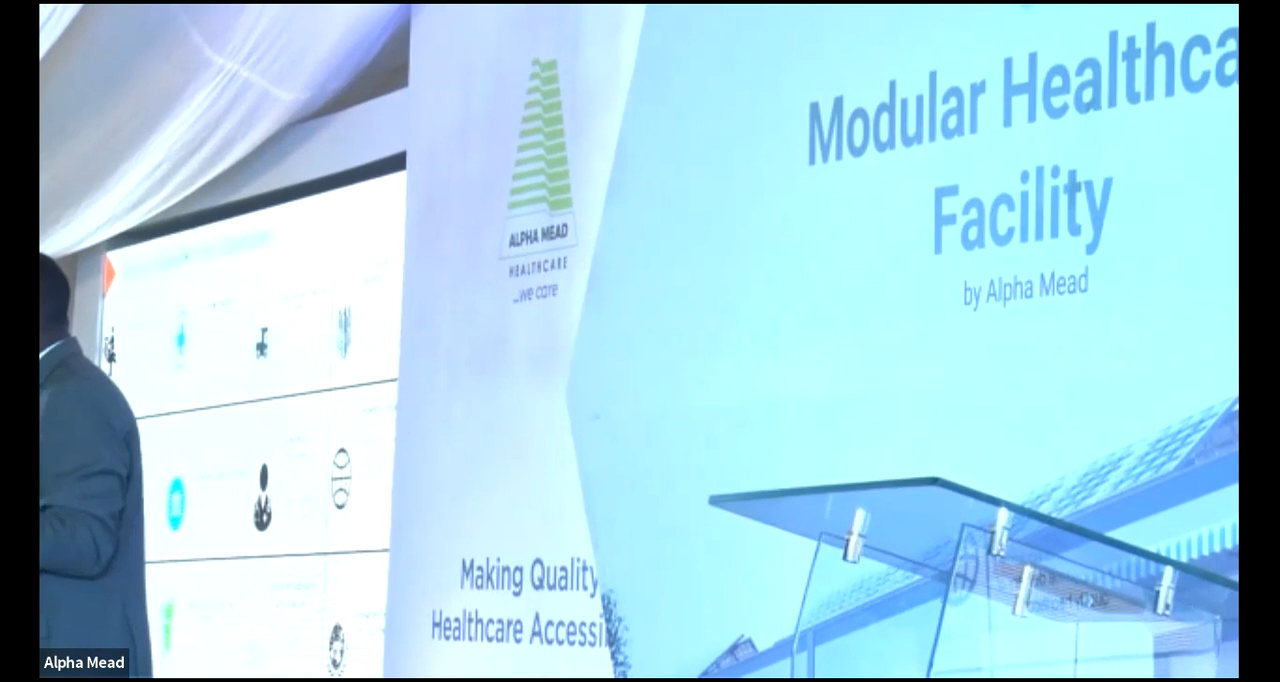 Modular Healthca
Facility
by Alpha Mead
ALPHA MEAD
HEALTHCARE
...we care
Making Quality
Healthcare Accessi
Alpha Mead